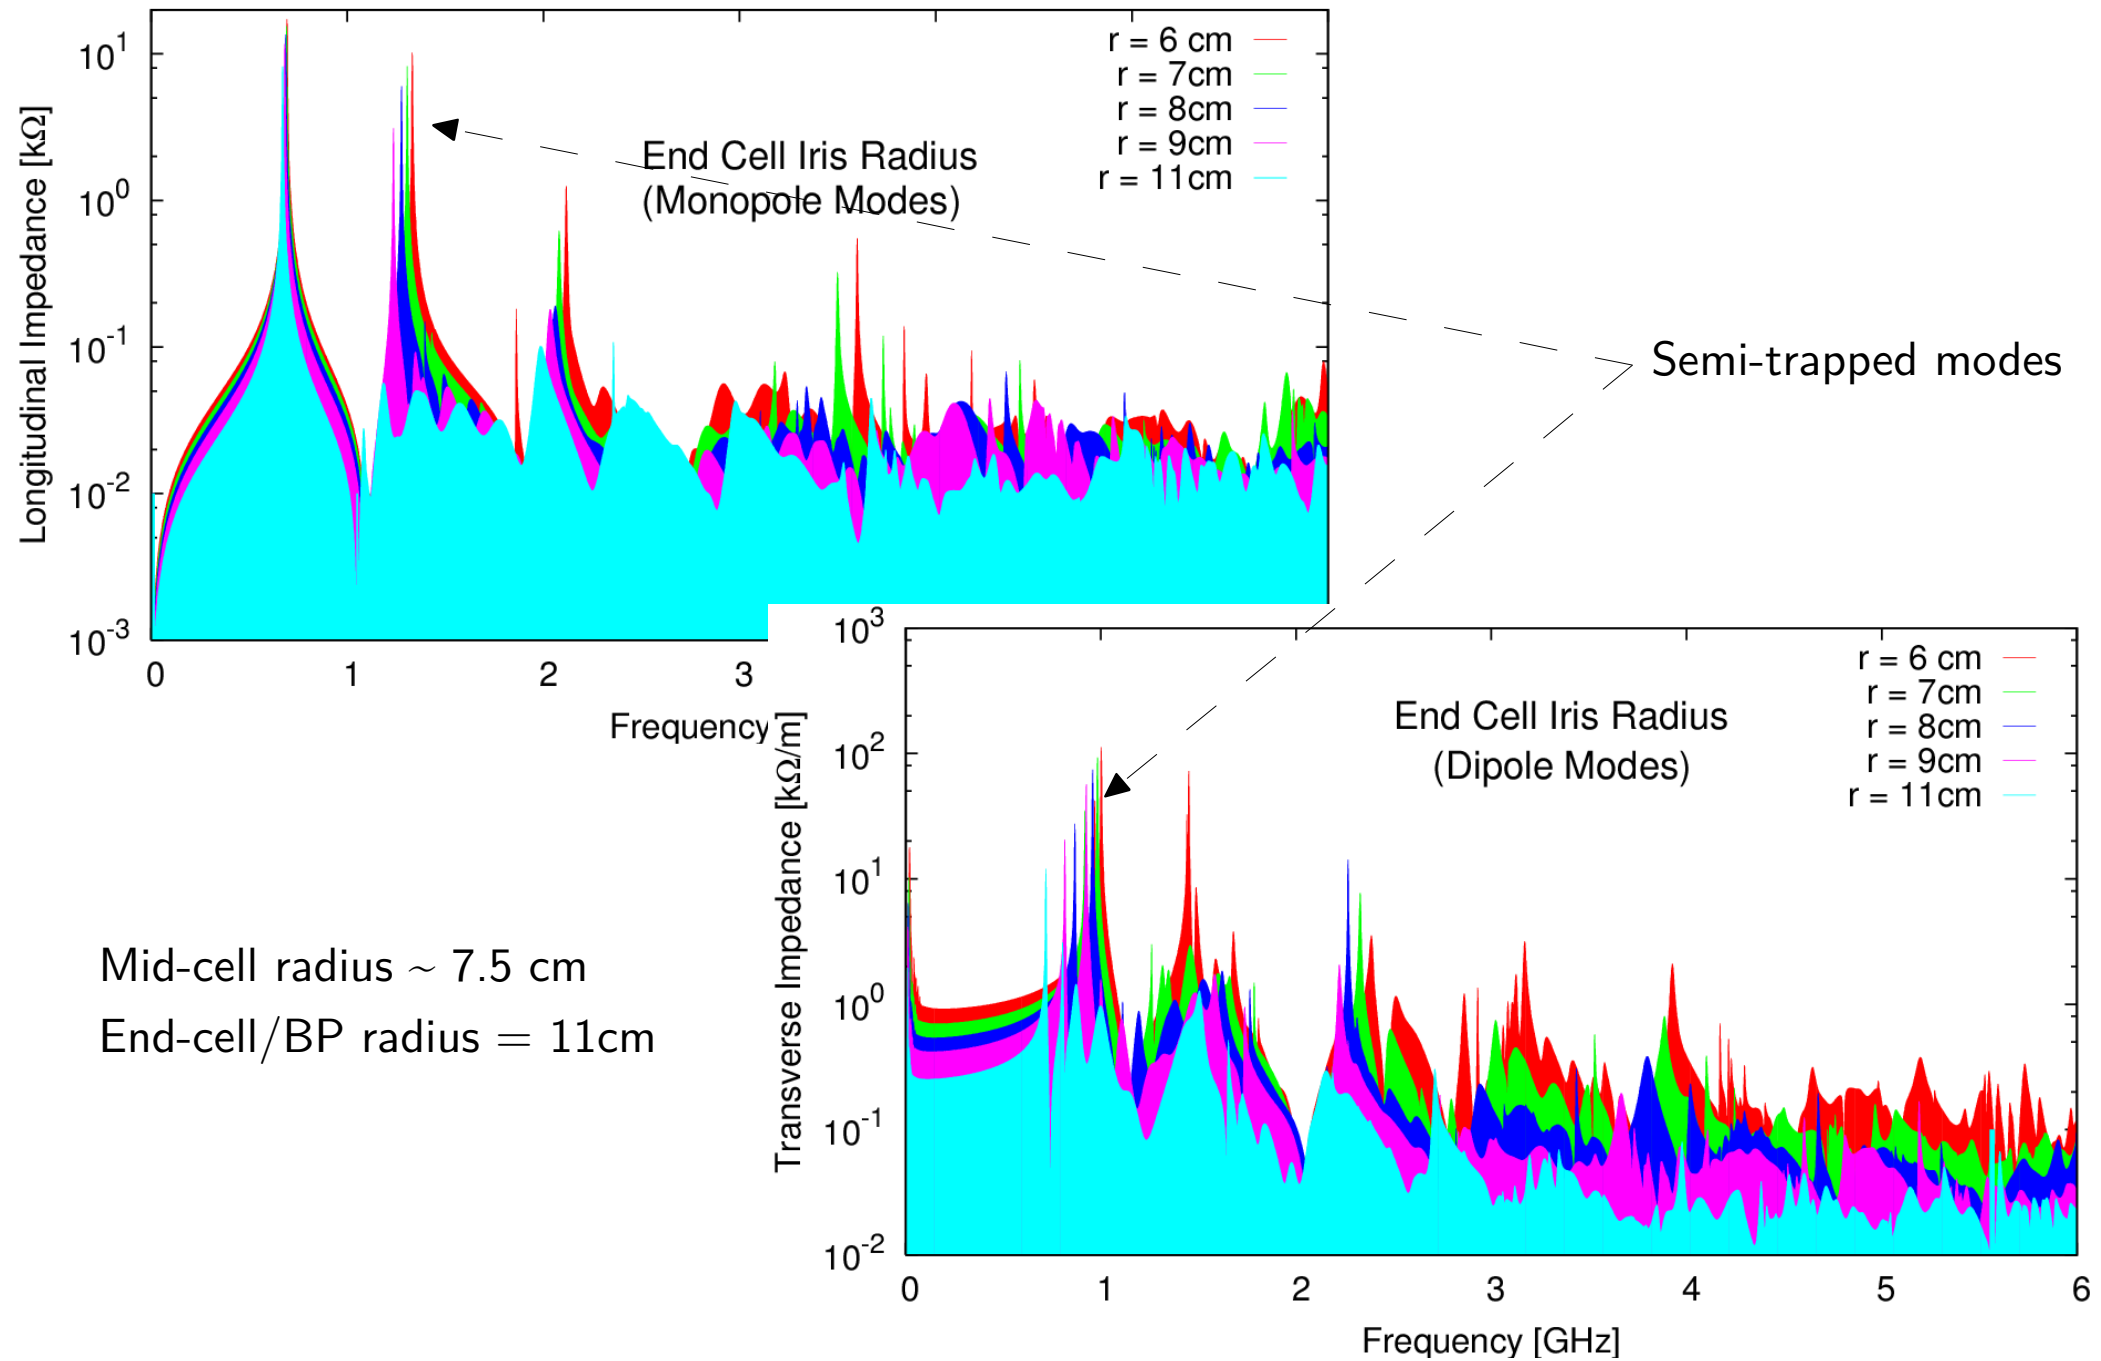 10^1
10^0
10^-1
10^-2
10^-3
Longitudinal Impedance [kΩ]
0
1
2
3
Frequency
End Cell Iris Radius
(Monopole Modes)
r = 6 cm
r = 7cm
r = 8cm
r = 9cm
r = 11cm
Semi-trapped modes
10^3
10^2
10^1
10^0
10^-1
10^-2
Transverse Impedance [kΩ/m]
End Cell Iris Radius
(Dipole Modes)
r = 6 cm
r = 7cm
r = 8cm
r = 9cm
r = 11cm
0
1
2
3
4
5
6
Frequency [GHz]
Mid-cell radius ~ 7.5 cm
End-cell/BP radius = 11cm